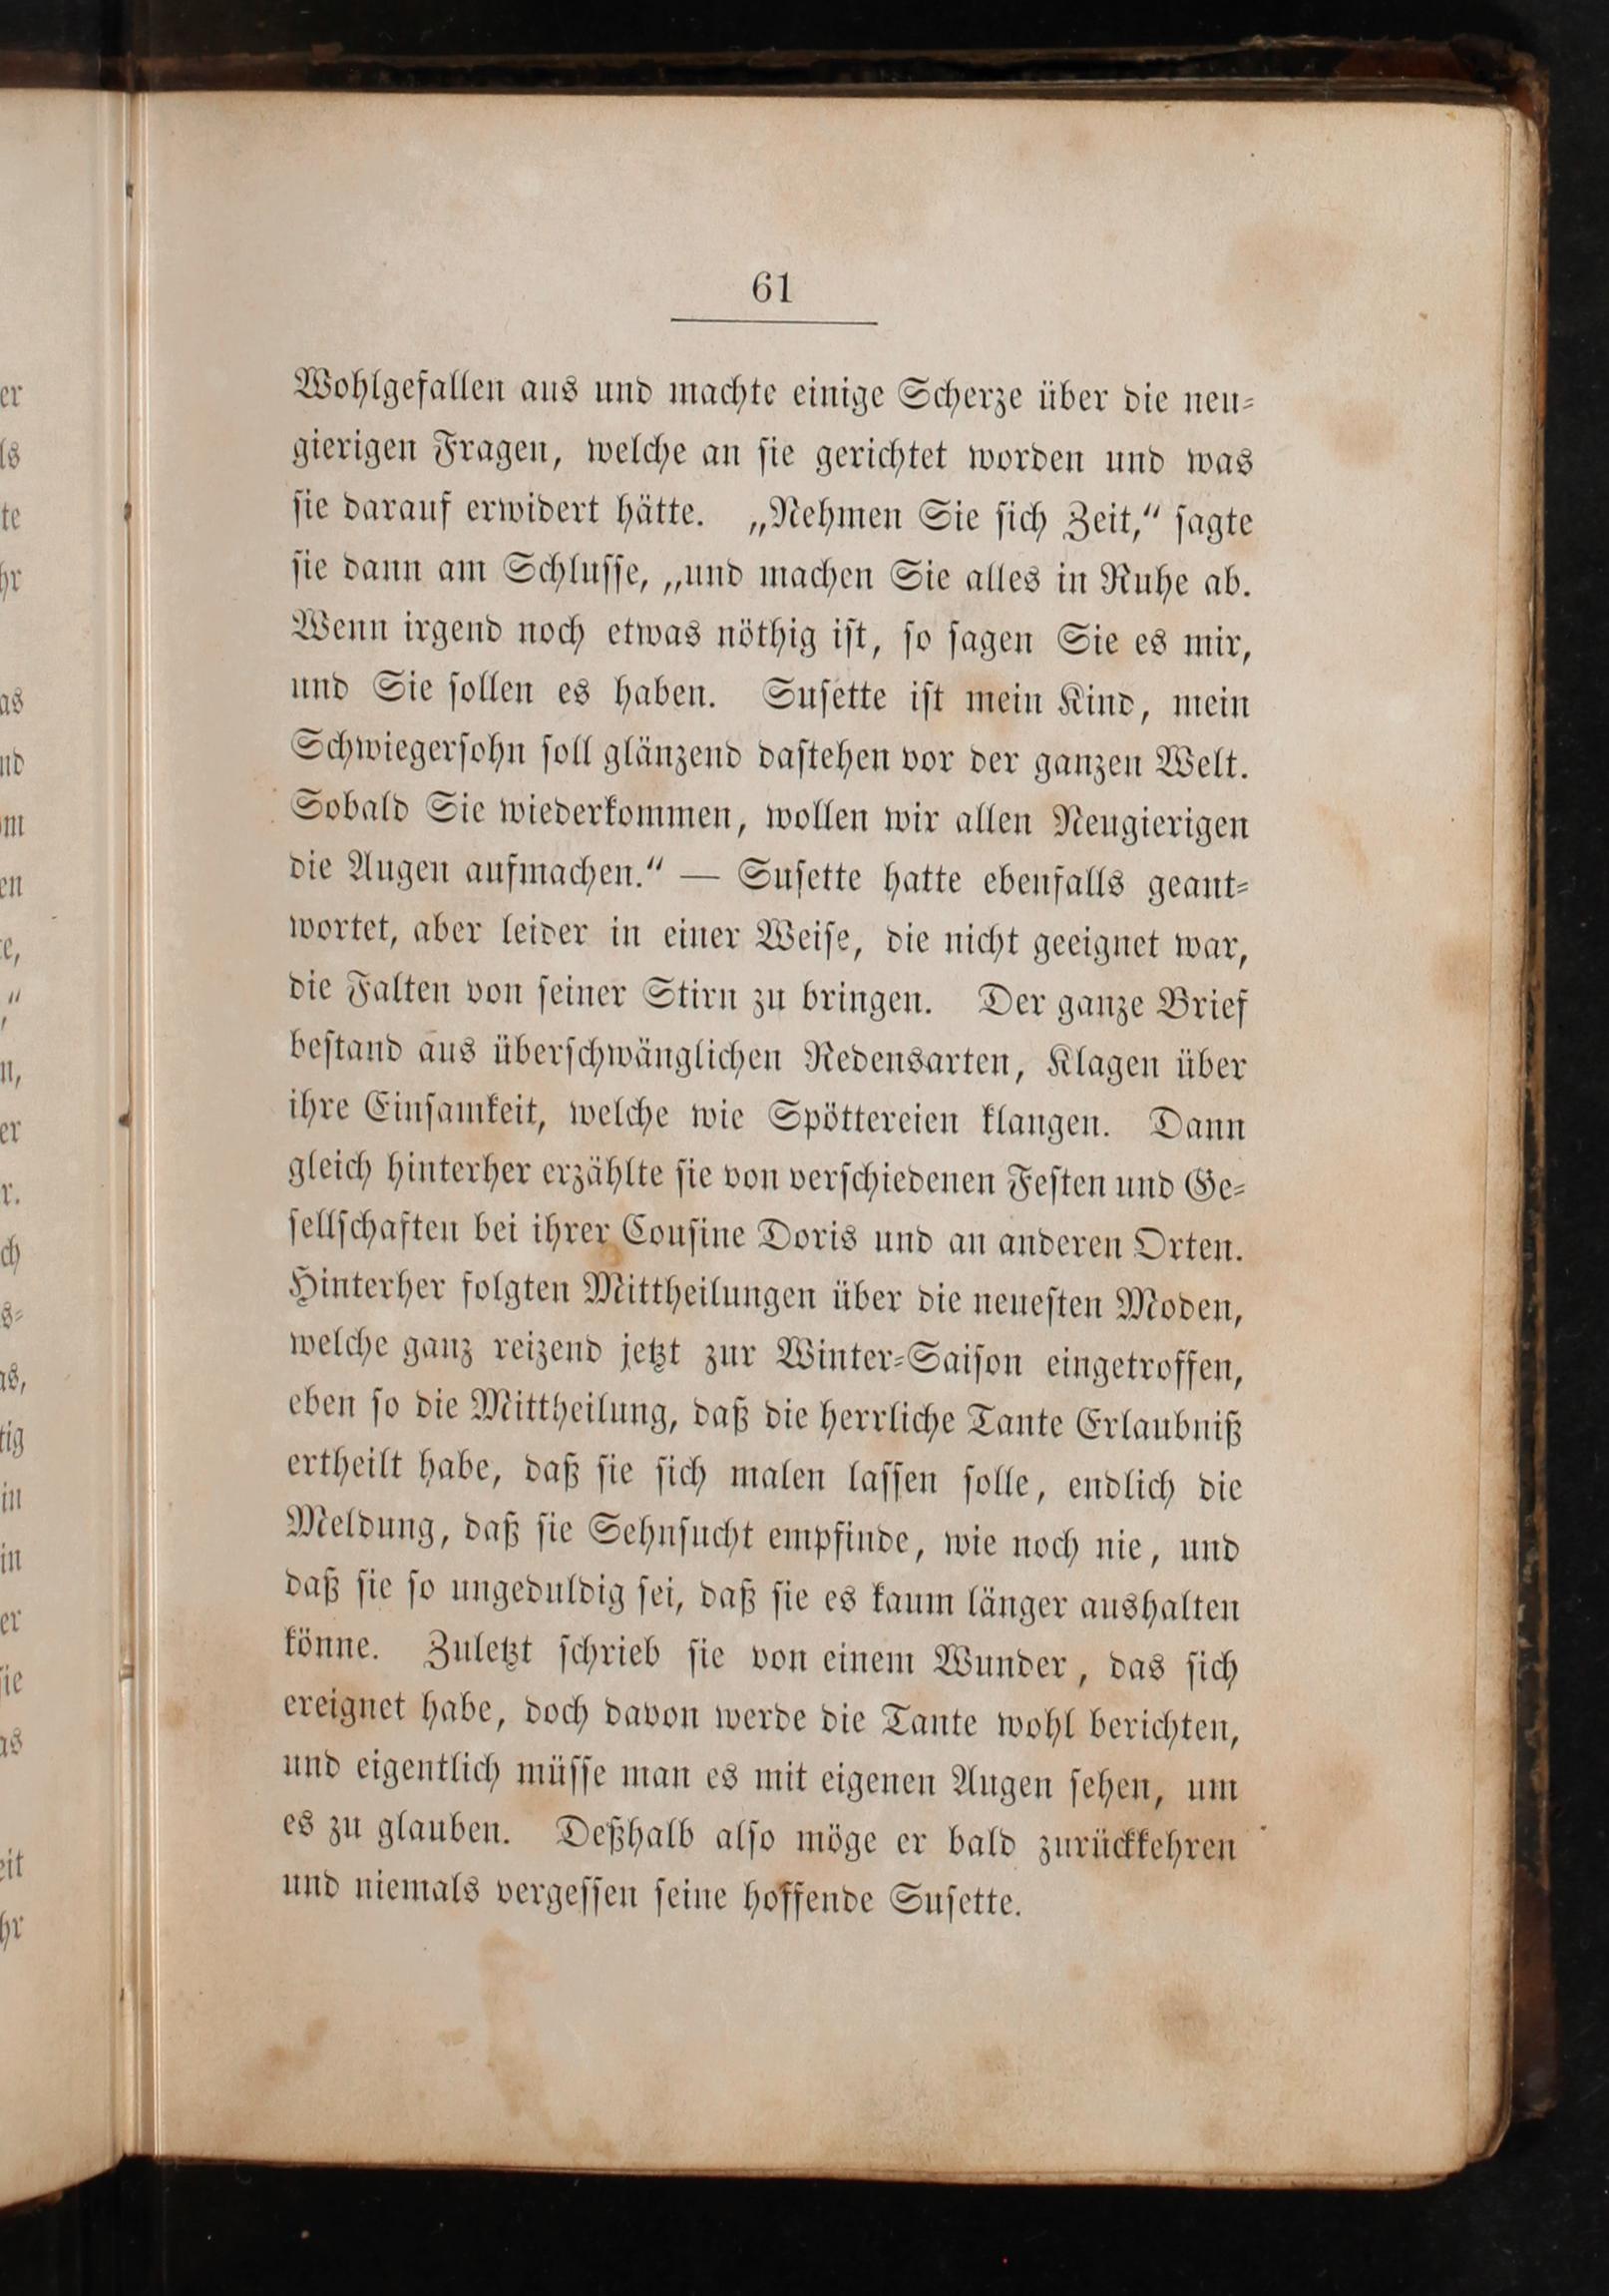 61
Wohlgefallen aus und machte einige Scherze über die neu-
gierigen Fragen, welche an sie gerichtet worden und was
sie darauf erwidert hätte. „Nehmen Sie sich Zeit,“ sagte
sie dann am Schlusse, „und machen Sie alles in Ruhe ab.
Wenn irgend noch etwas nöthig ist, so sagen Sie es mir,
und Sie sollen es haben. Susette ist mein Kind, mein
Schwiegersohn soll glänzend dastehen vor der ganzen Welt.
Sobald Sie wiederkommen, wollen wir allen Neugierigen
die Augen aufmachen.“ — Susette hatte ebenfalls geant-
wortet, aber leider in einer Weise, die nicht geeignet war,
die Falten von seiner Stirn zu bringen. Der ganze Brief
bestand aus überschwänglichen Redensarten, Klagen über
ihre Einsamkeit, welche wie Spöttereien klangen. Dann
gleich hinterher erzählte sie von verschiedenen Festen und Ge-
sellschaften bei ihrer Cousine Doris und an anderen Orten.
Hinterher folgten Mittheilungen über die neuesten Moden,
welche ganz reizend jetzt zur Winter-Saison eingetroffen,
eben so die Mittheilung, daß die herrliche Tante Erlaubniß
ertheilt habe, daß sie sich malen lassen solle, endlich die
Meldung, daß sie Sehnsucht empfinde, wie noch nie, und
daß sie so ungeduldig sei, daß sie es kaum länger aushalten
könne. Zuletzt schrieb sie von einem Wunder, das sich
ereignet habe, doch davon werde die Tante wohl berichten,
und eigentlich müsse man es mit eigenen Augen sehen, um
es zu glauben. Deßhalb also möge er bald zurückkehren
und niemals vergessen seine hoffende Susette.